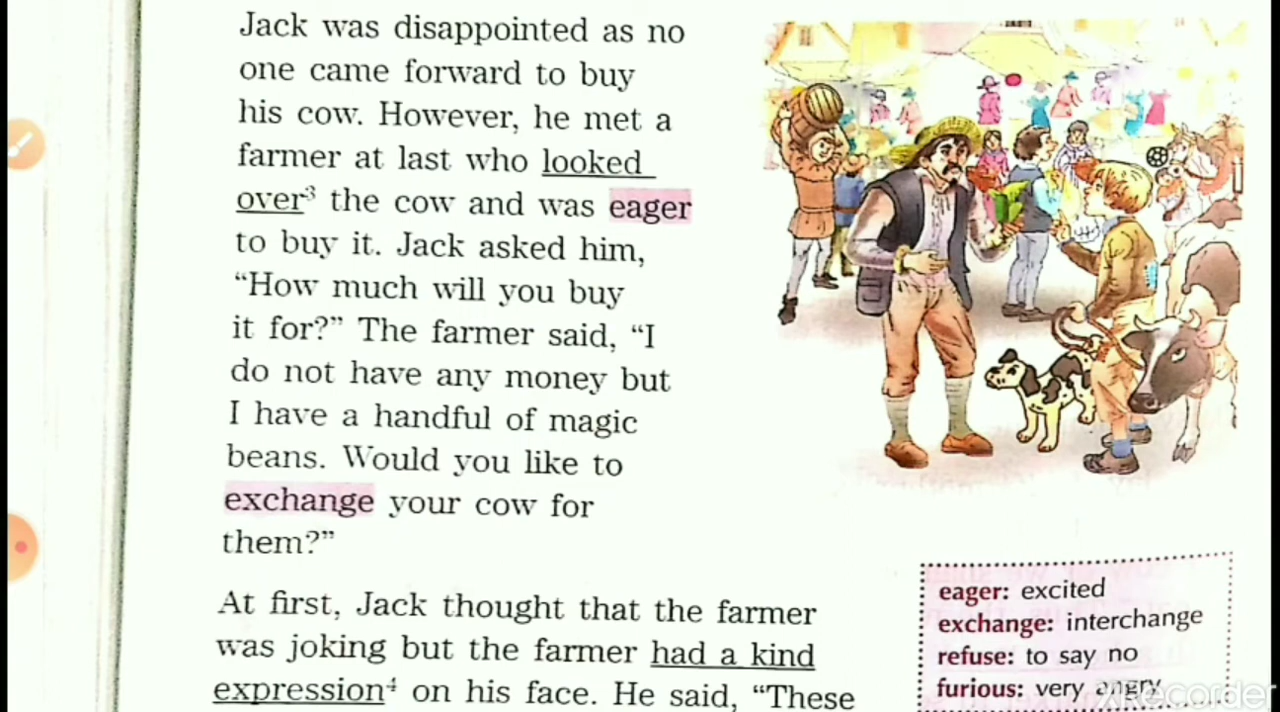 Jack was disappointed as no
one came forward to buy
his cow. However, he met a
farmer at last who looked
over³ the cow and was eager
to buy it. Jack asked him,
“How much will you buy
it for?” The farmer said, “I
do not have any money but
I have a handful of magic
beans. Would you like to
exchange your cow for
them?”
At first, Jack thought that the farmer
was joking but the farmer had a kind
expression⁴ on his face. He said, “These
eager: excited
exchange: interchange
refuse: to say no
furious: very angry
XRecorder